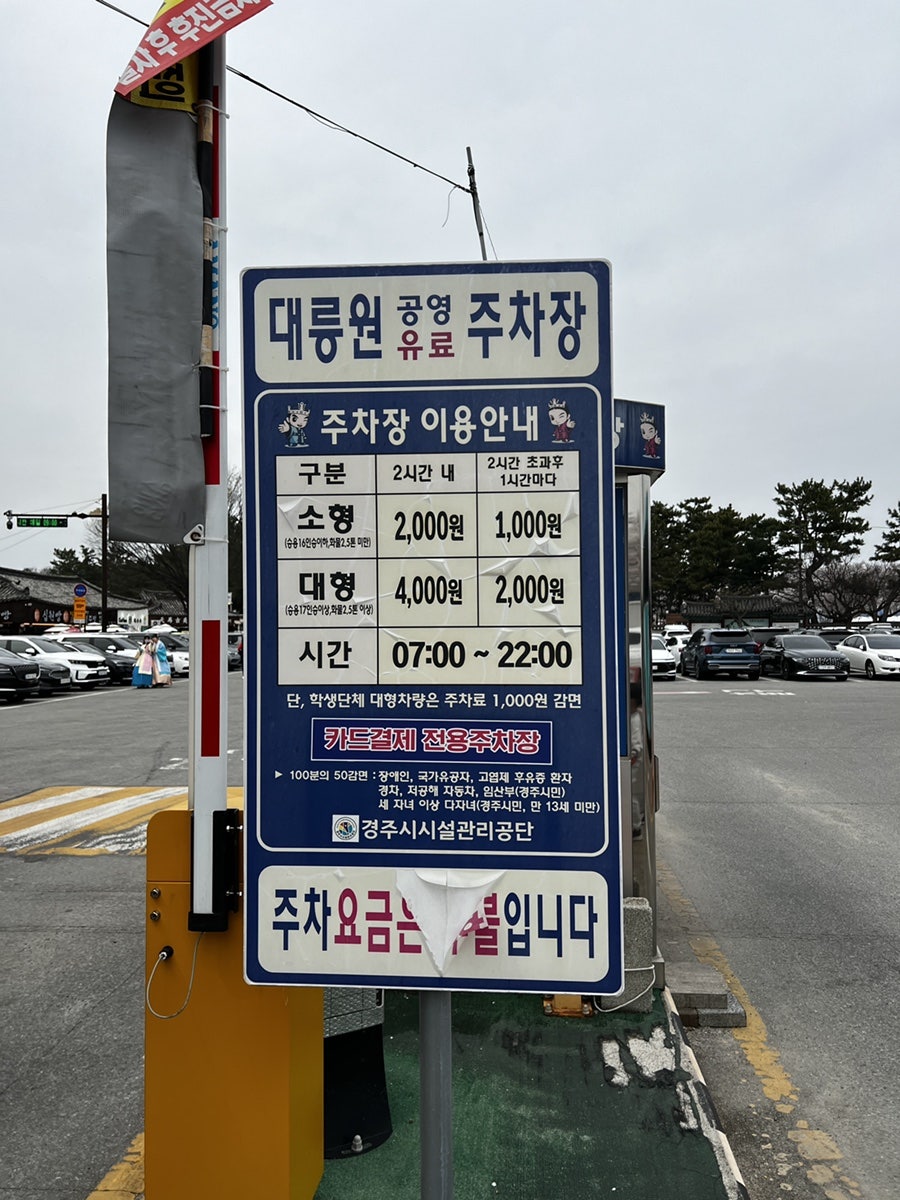 후 후진금
대릉원 공영 유료 주차장
주차장 이용안내
구분 2시간 내 2시간 초과후 1시간마다
소형 (승용16인승이하,화물2.5톤 미만) 2,000원 1,000원
대형 (승용17인승이상,화물2.5톤 이상) 4,000원 2,000원
시간 07:00 ~ 22:00
단, 학생단체 대형차량은 주차료 1,000원 감면
카드결제 전용주차장
▶ 100분의 50감면 : 장애인, 국가유공자, 고엽제 후유증 환자
경차, 저공해 자동차, 임산부(경주시민)
세 자녀 이상 다자녀(경주시민, 만 13세 미만)
경주시시설관리공단
주차요금은 불입니다